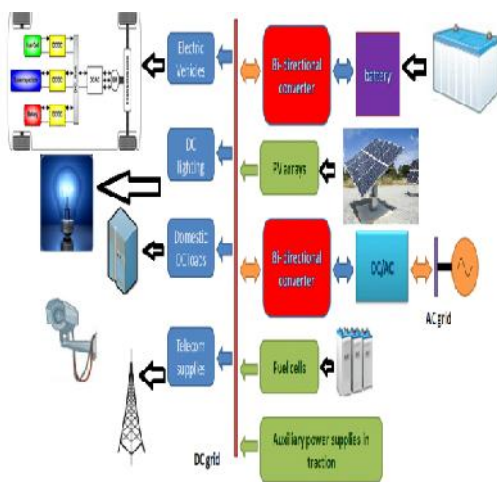 Electric
Vehicles
Bi-directional
converter
battery
DC
lighting
PV arrays
Domestic
DC loads
Bi-directional
converter
DC/AC
AC grid
Telecom
supplies
Fuel cells
Auxiliary power supplies in
traction
DC grid